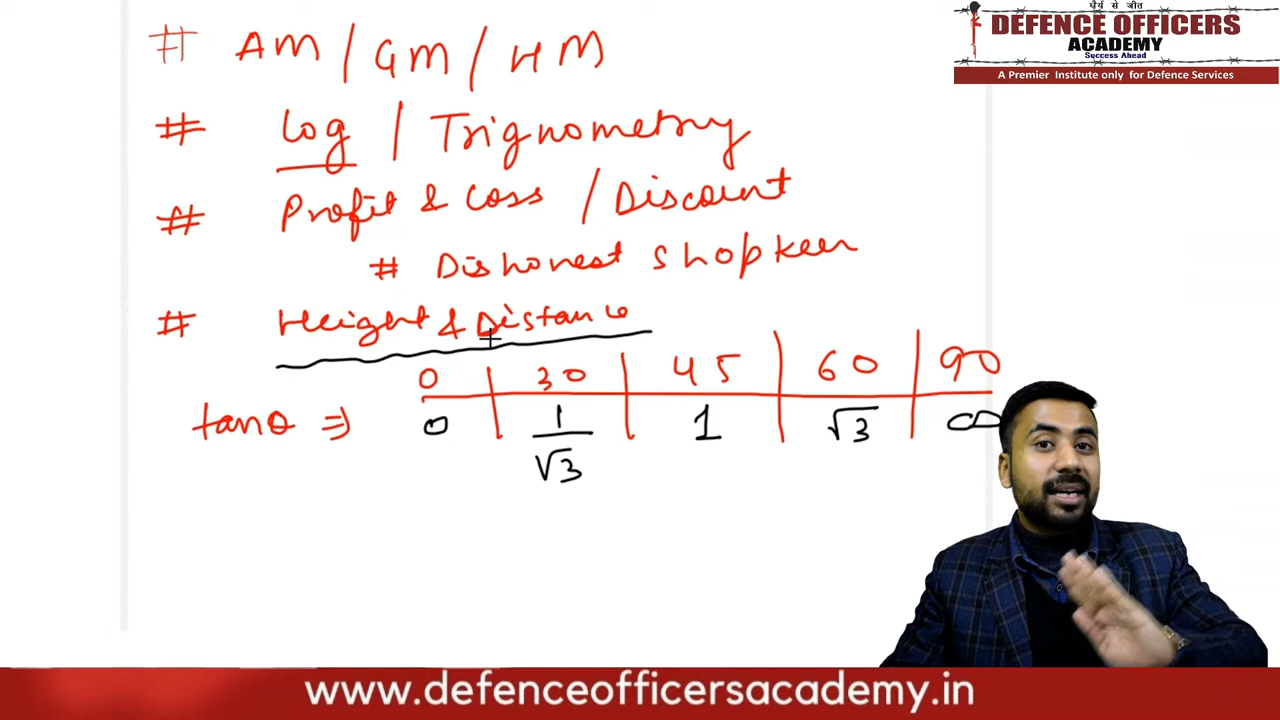 धैर्य से जीत
DEFENCE OFFICERS
ACADEMY
Success Ahead
A Premier Institute only for Defence Services
# AM / GM / HM
# log / Trignometry
# Profit & Loss / Discount
# Dishonest shopkeer
# Height & Distance
0 30 45 60 90
tanθ ⇒ 0 1/√3 1 √3 ∞
www.defenceofficersacademy.in